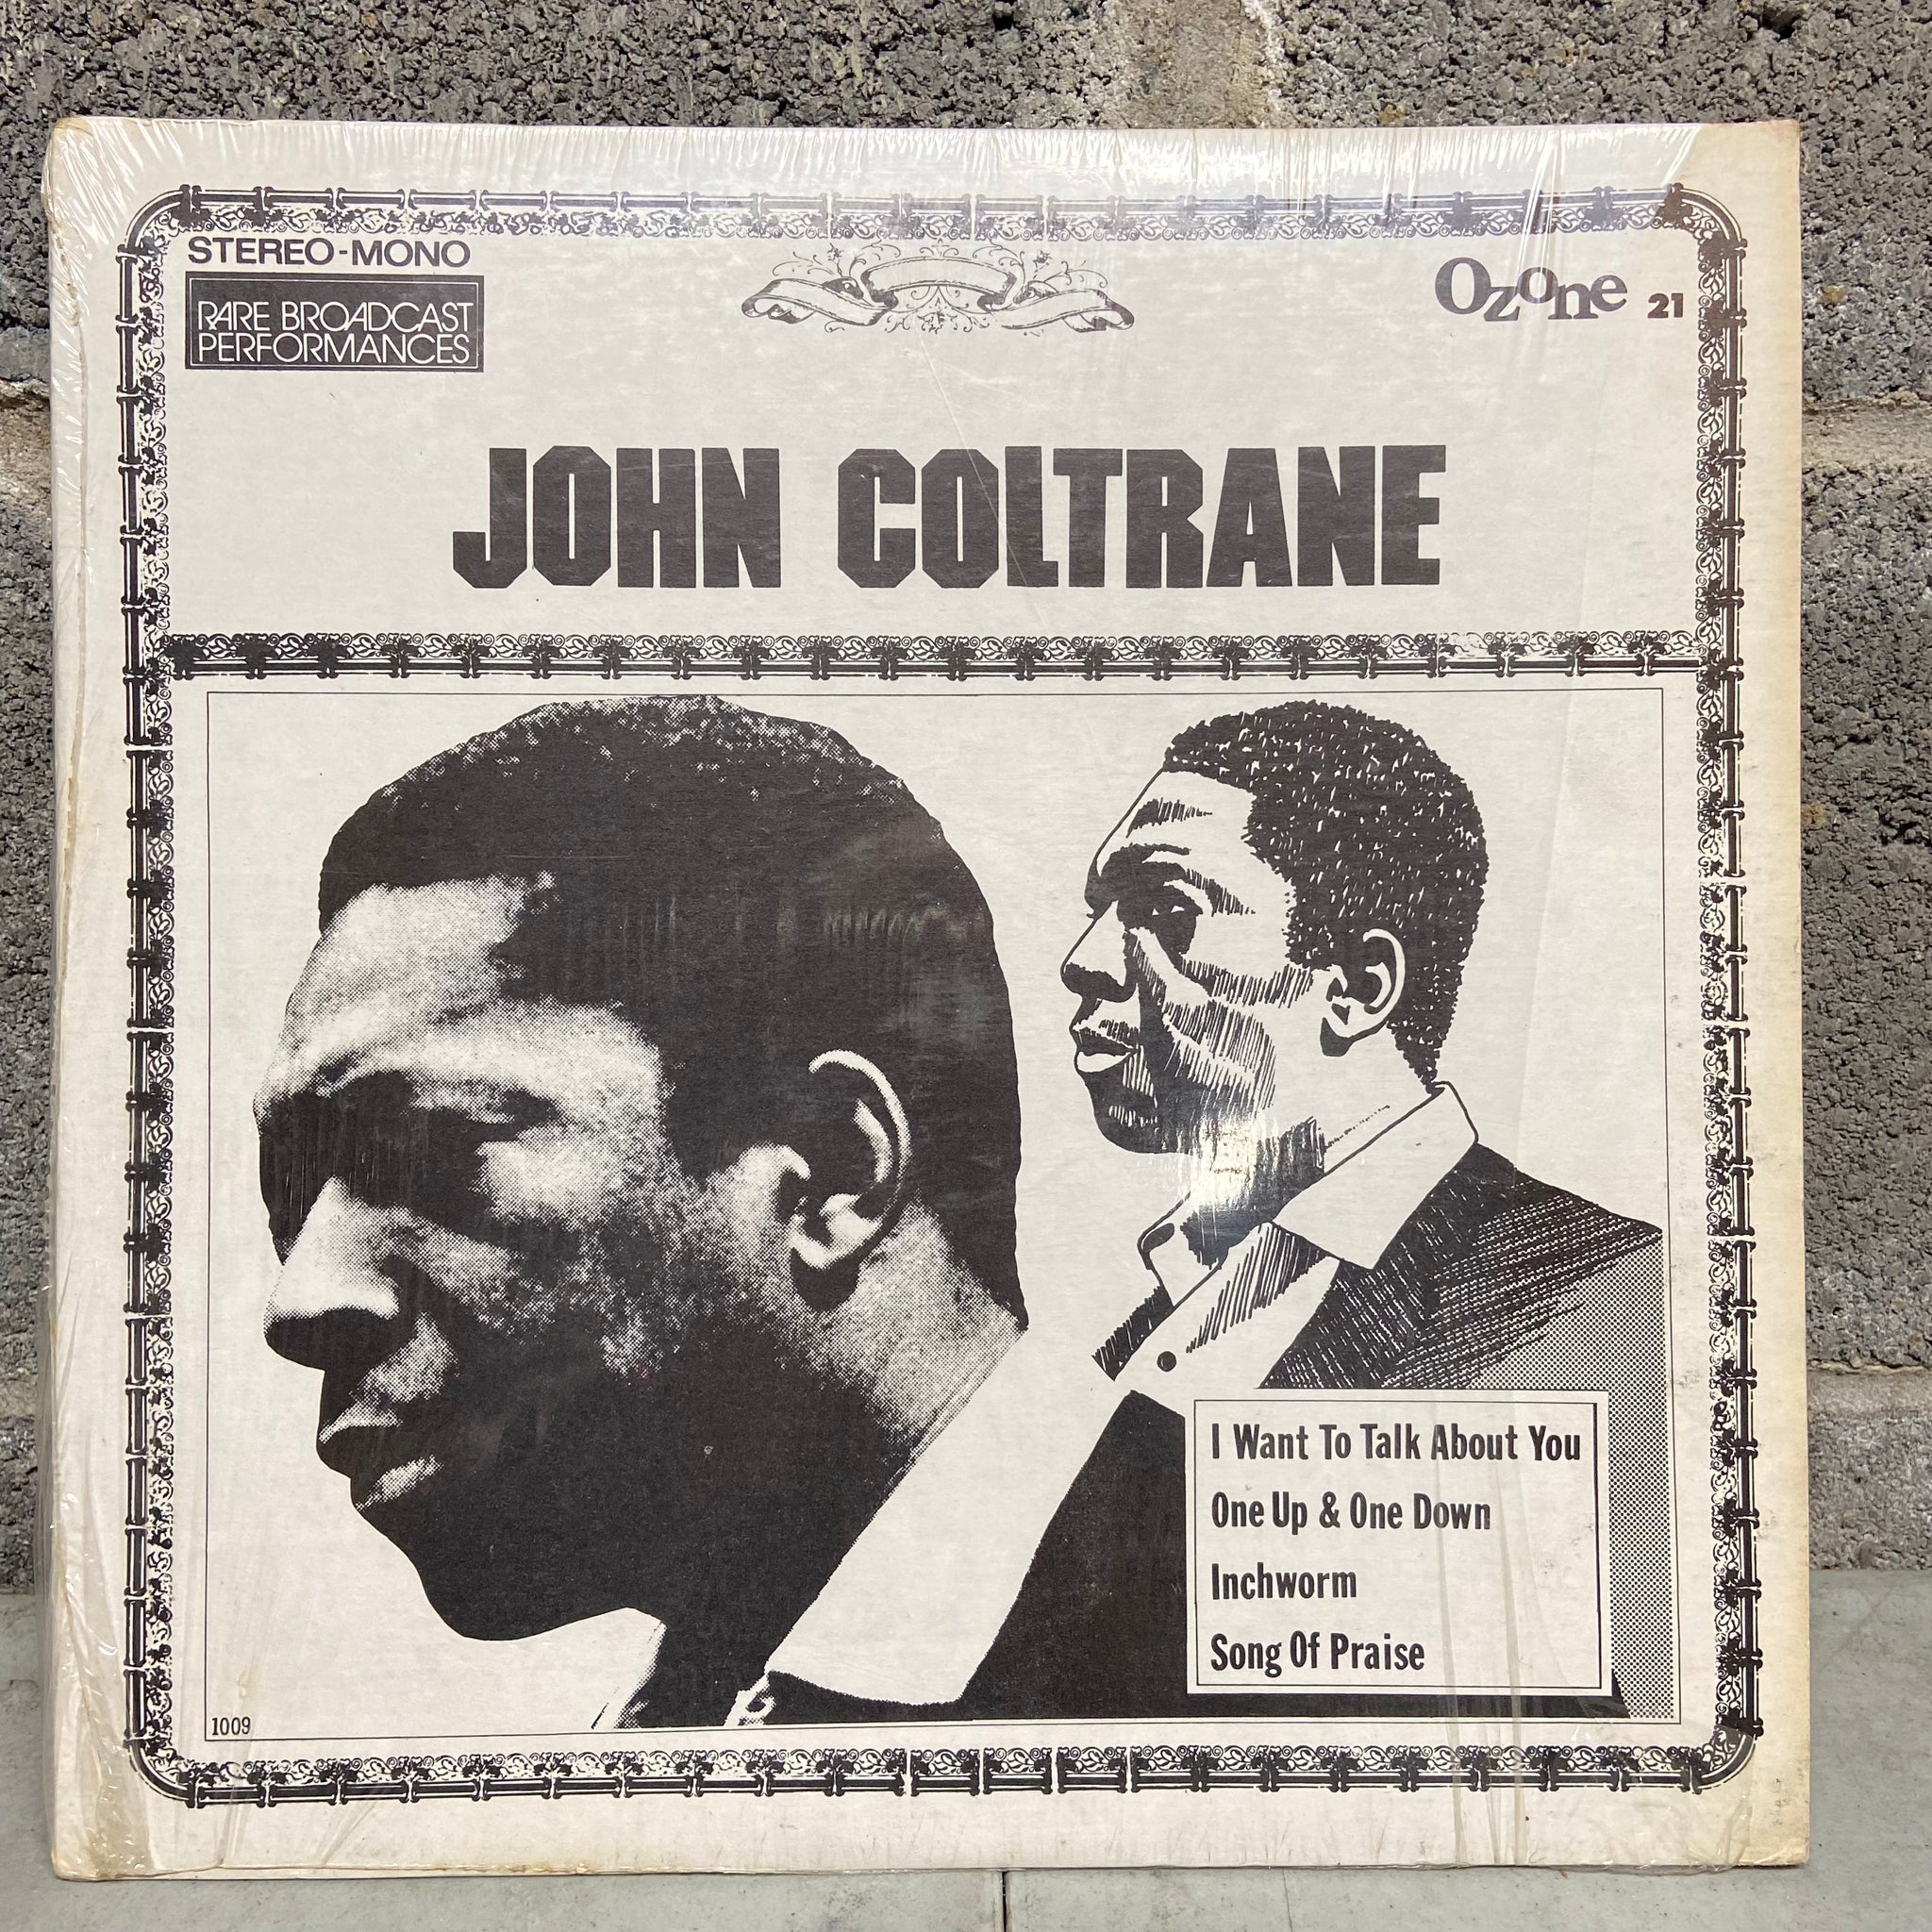 STEREO-MONO
RARE BROADCAST
PERFORMANCES
Ozone 21
JOHN COLTRANE
I Want To Talk About You
One Up & One Down
Inchworm
Song Of Praise
1009